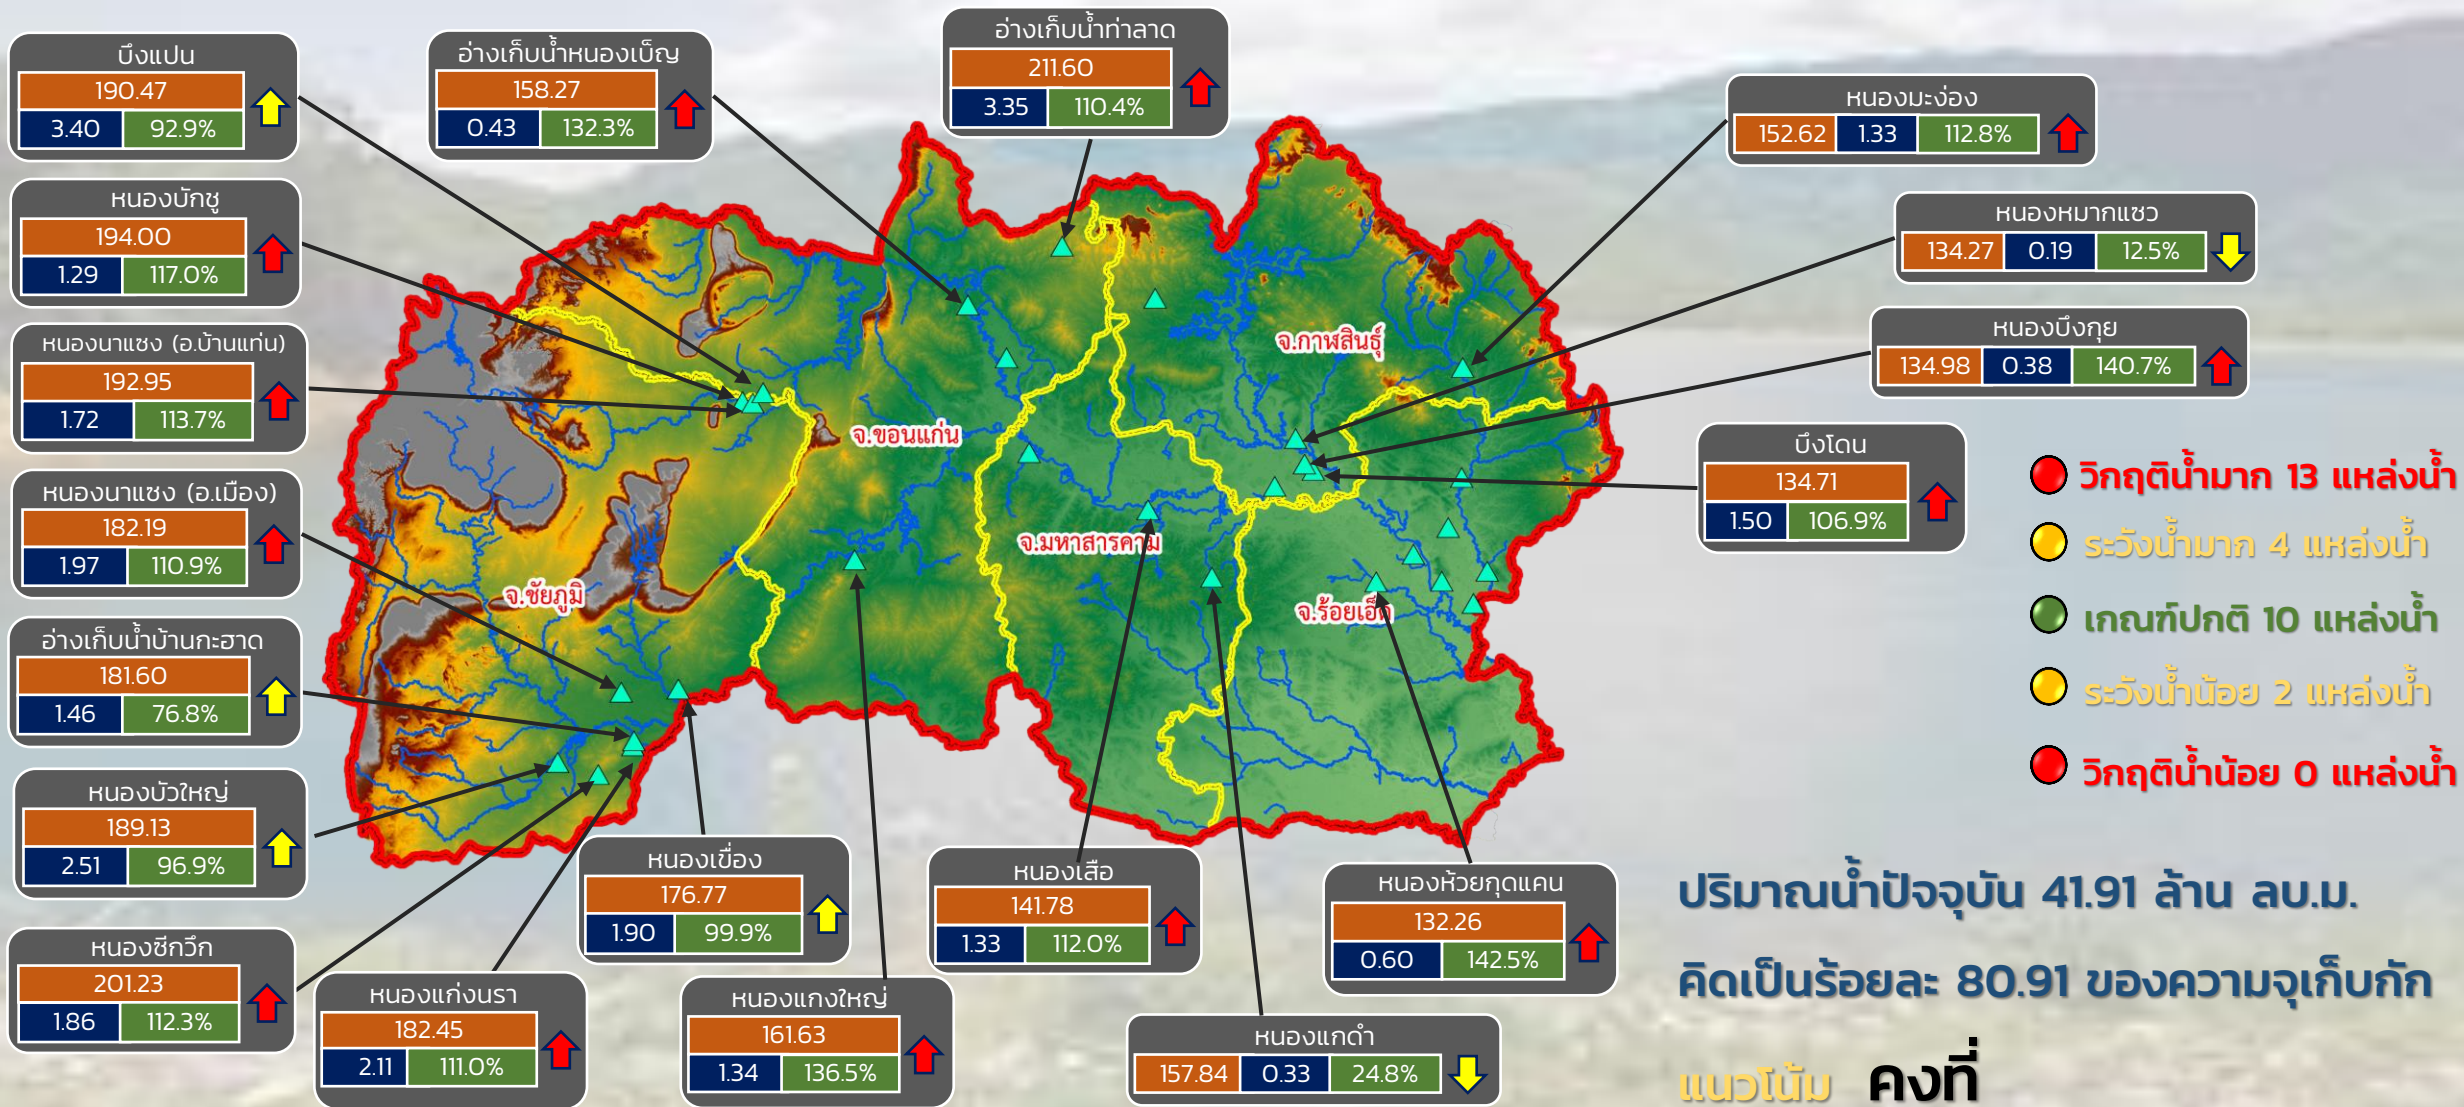 บึงแปน
190.47
3.40 92.9%
อ่างเก็บน้ำหนองเบ็ญ
158.27
0.43 132.3%
อ่างเก็บน้ำท่าลาด
211.60
3.35 110.4%
หนองมะง่อง
152.62 1.33 112.8%
หนองบักชู
194.00
1.29 117.0%
หนองหมากแซว
134.27 0.19 12.5%
หนองนาแซง (อ.บ้านแท่น)
192.95
1.72 113.7%
หนองบึงกุย
134.98 0.38 140.7%
หนองนาแซง (อ.เมือง)
182.19
1.97 110.9%
บึงโดน
134.71
1.50 106.9%
อ่างเก็บน้ำบ้านกะฮาด
181.60
1.46 76.8%
หนองบัวใหญ่
189.13
2.51 96.9%
หนองซีกวึก
201.23
1.86 112.3%
หนองแก่งนรา
182.45
2.11 111.0%
หนองเขื่อง
176.77
1.90 99.9%
หนองแกงใหญ่
161.63
1.34 136.5%
หนองเสือ
141.78
1.33 112.0%
หนองแกดำ
157.84 0.33 24.8%
หนองห้วยกุดแคน
132.26
0.60 142.5%
จ.กาฬสินธุ์
จ.ขอนแก่น
จ.มหาสารคาม
จ.ชัยภูมิ
จ.ร้อยเอ็ด
วิกฤติน้ำมาก 13 แหล่งน้ำ
ระวังน้ำมาก 4 แหล่งน้ำ
เกณฑ์ปกติ 10 แหล่งน้ำ
ระวังน้ำน้อย 2 แหล่งน้ำ
วิกฤติน้ำน้อย 0 แหล่งน้ำ
ปริมาณน้ำปัจจุบัน 41.91 ล้าน ลบ.ม.
คิดเป็นร้อยละ 80.91 ของความจุเก็บกัก
แนวโน้ม คงที่